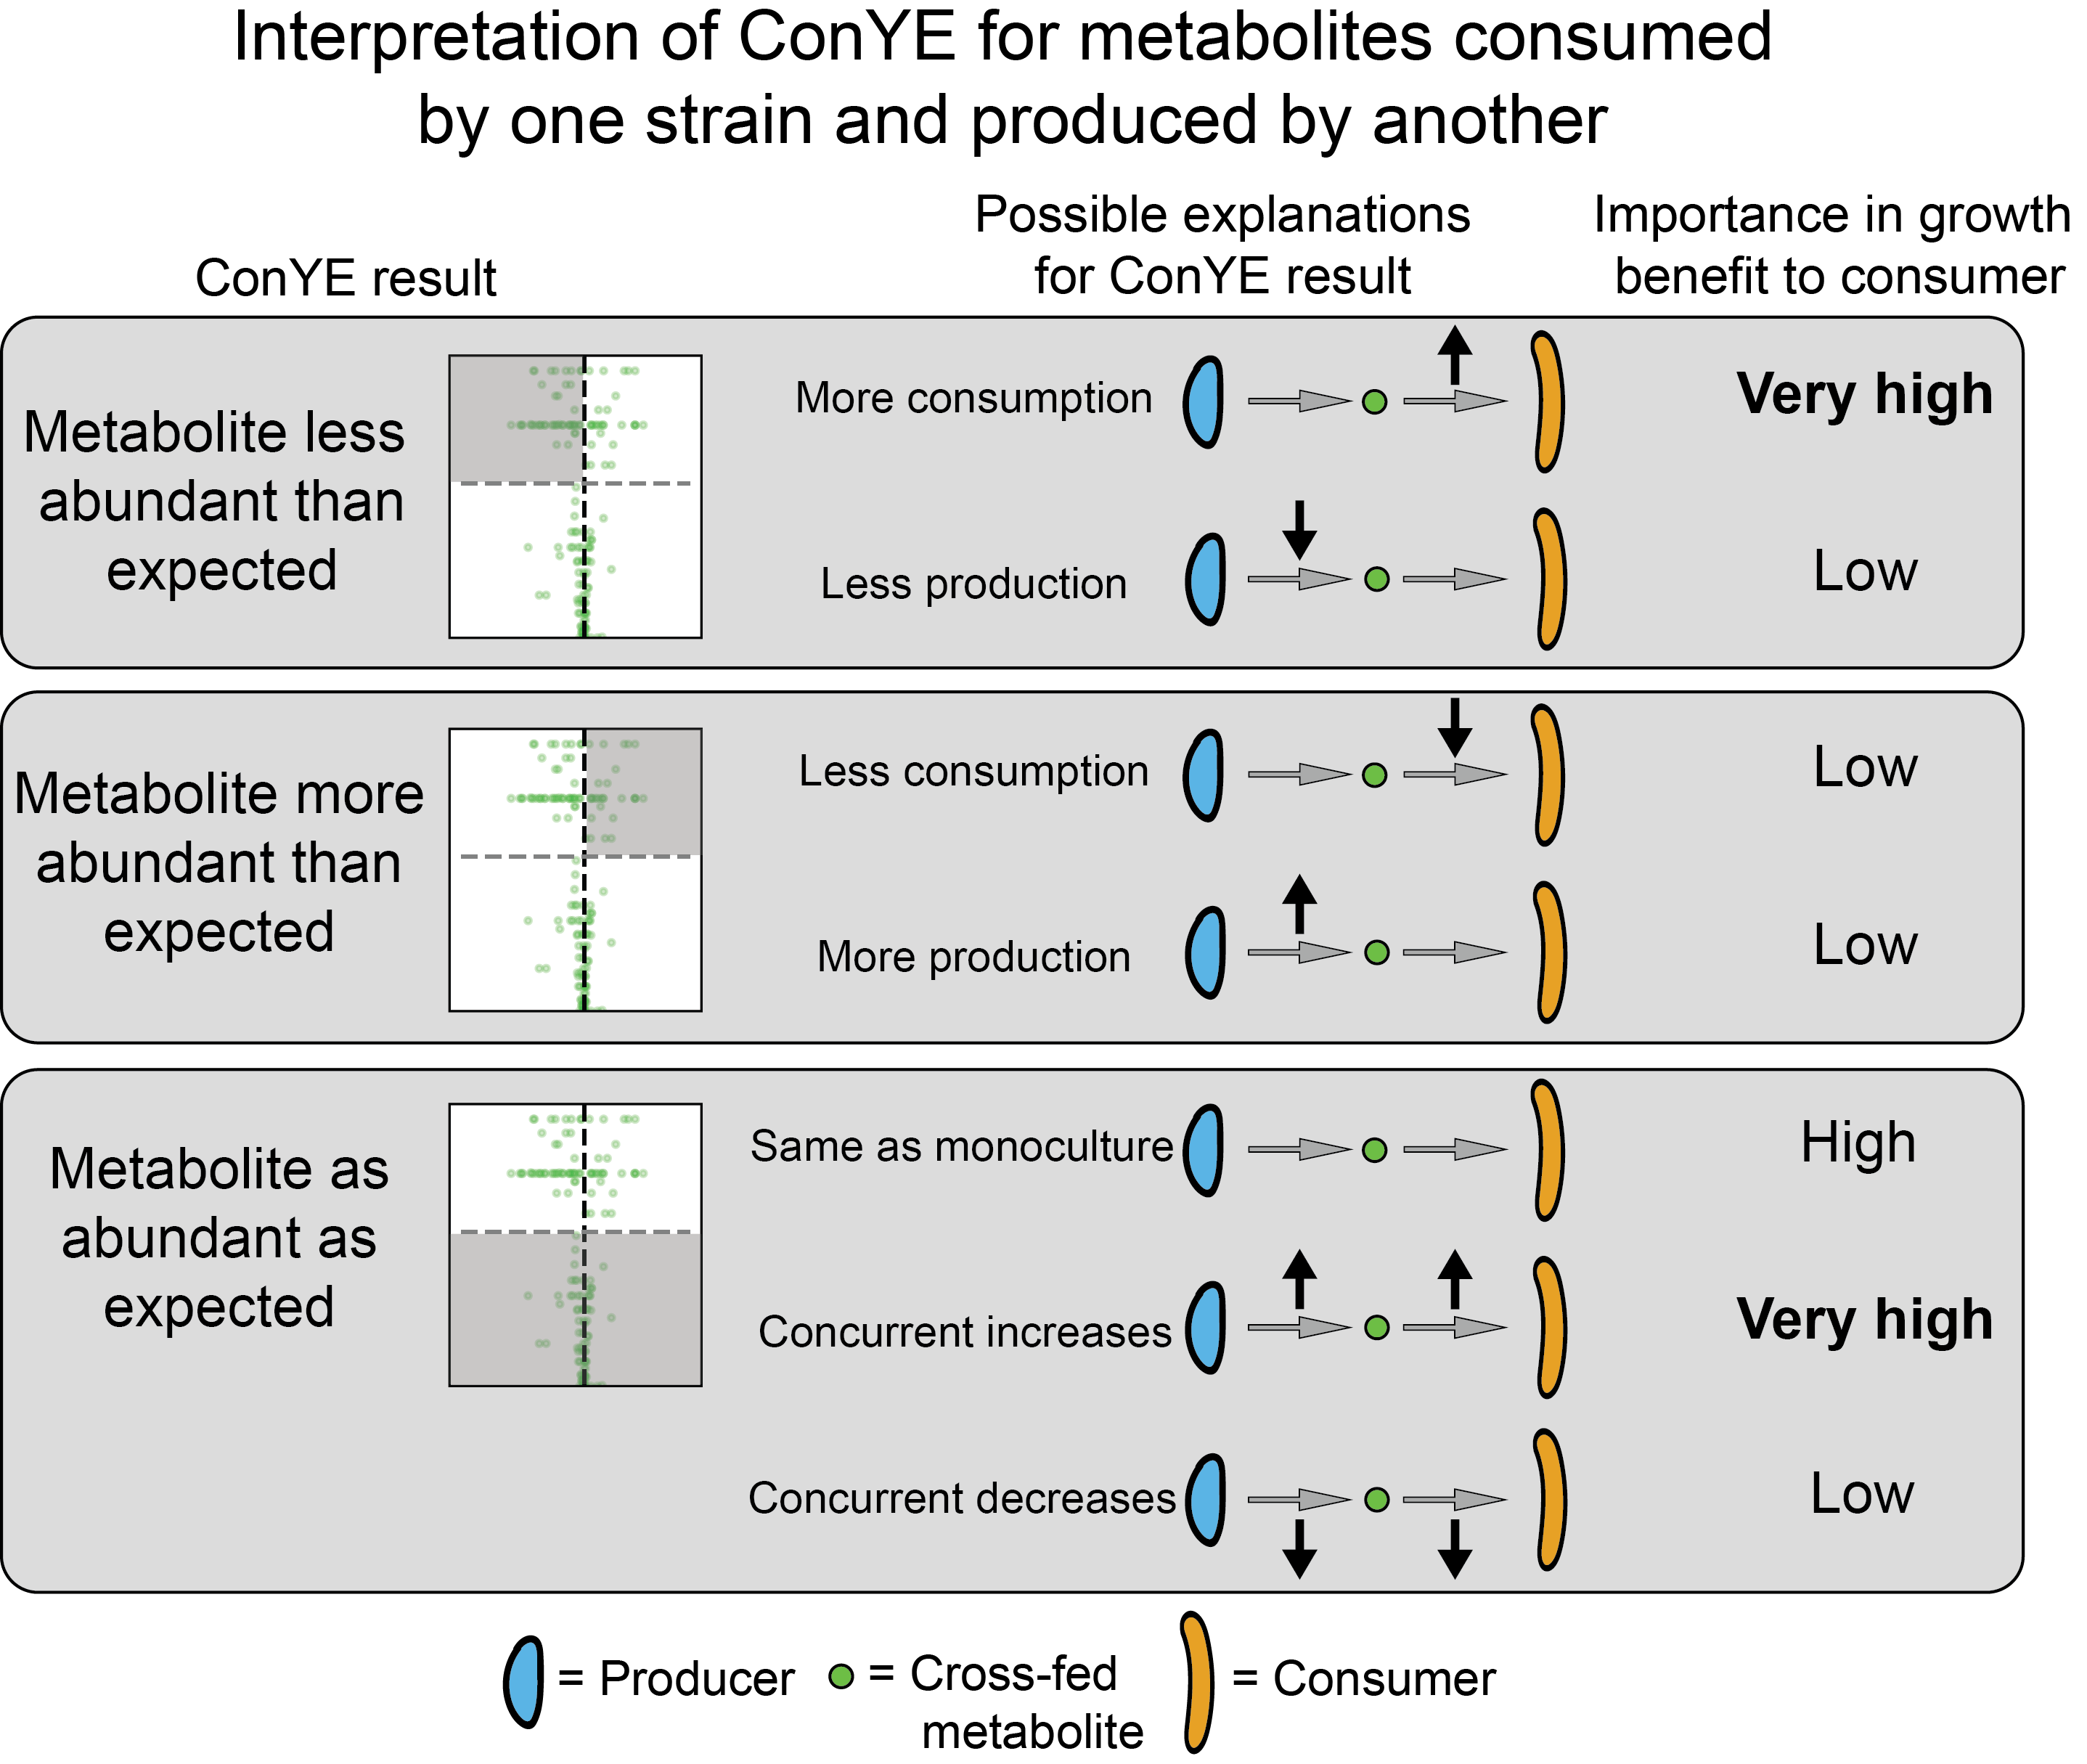 Interpretation of ConYE for metabolites consumed
by one strain and produced by another
ConYE result
Possible explanations
for ConYE result
Importance in growth
benefit to consumer
Metabolite less
abundant than
expected
More consumption
Very high
Less production
Low
Metabolite more
abundant than
expected
Less consumption
Low
More production
Low
Metabolite as
abundant as
expected
Same as monoculture
High
Concurrent increases
Very high
Concurrent decreases
Low
= Producer
= Cross-fed
metabolite
= Consumer